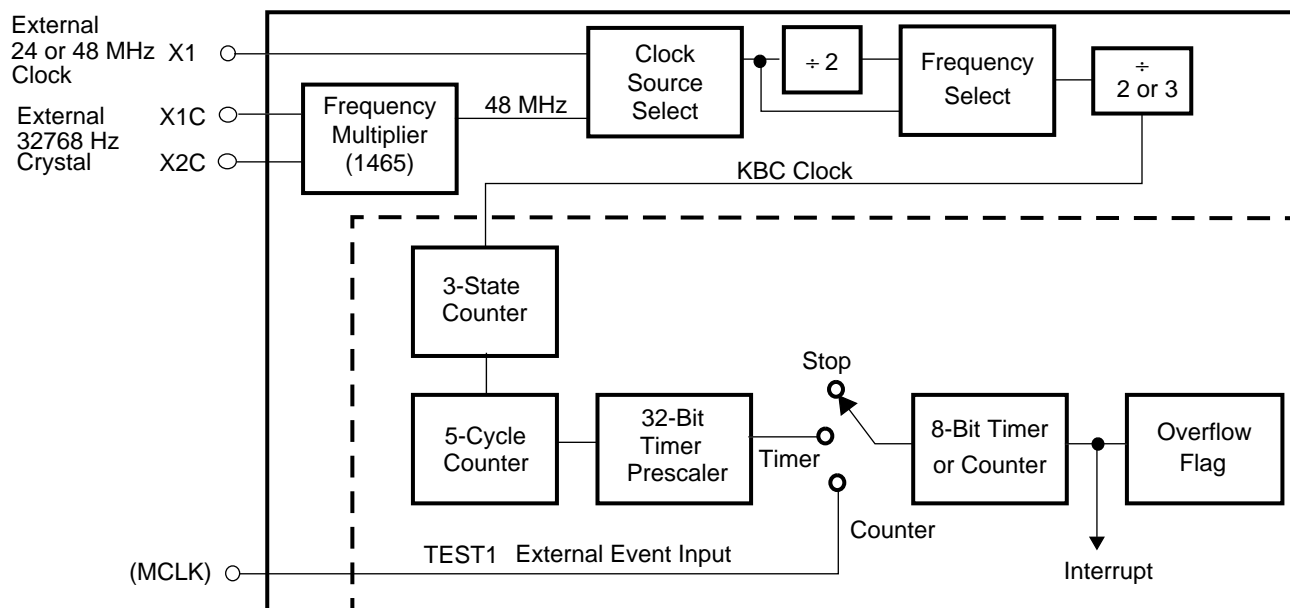 External
24 or 48 MHz
Clock
X1
External
32768 Hz
Crystal
X1C
X2C
Frequency
Multiplier
(1465)
48 MHz
Clock
Source
Select
÷ 2
Frequency
Select
÷
2 or 3
KBC Clock
3-State
Counter
5-Cycle
Counter
32-Bit
Timer
Prescaler
Stop
Timer
Counter
8-Bit Timer
or Counter
Overflow
Flag
Interrupt
(MCLK)
TEST1 External Event Input